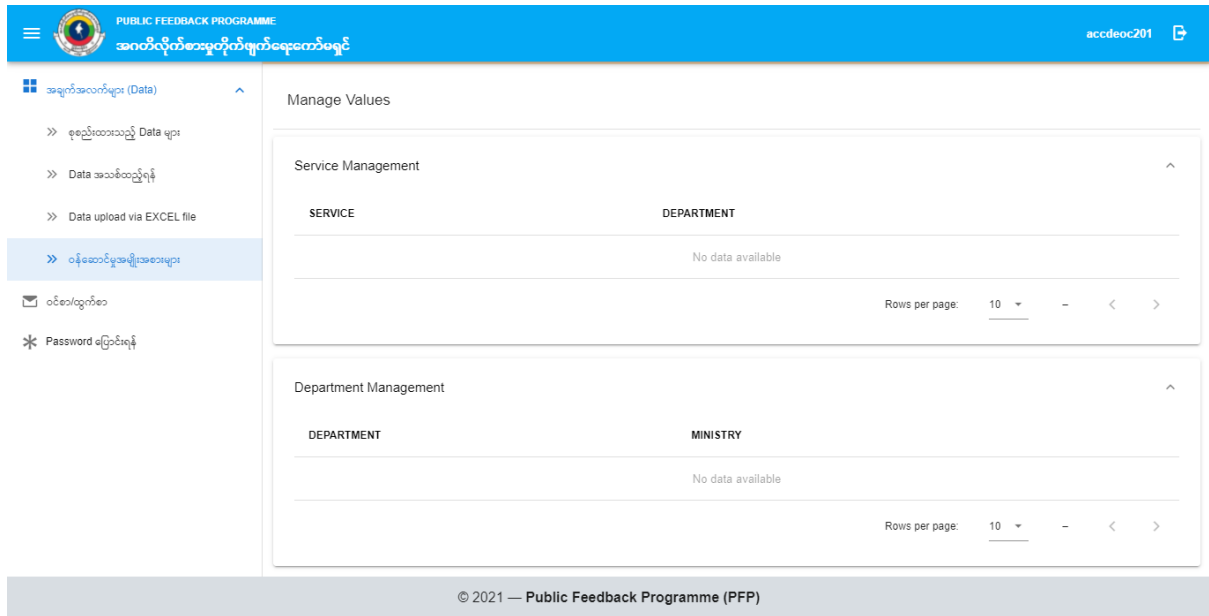 PUBLIC FEEDBACK PROGRAMME
အဂတိလိုက်စားမှုတိုက်ဖျက်ရေးကော်မရှင်
accdeoc201
အချက်အလက်များ (Data)
စုစည်းထားသည့် Data များ
Data အသစ်ထည့်ရန်
Data upload via EXCEL file
ဝန်ဆောင်မှုအမျိုးအစားများ
ဝင်စာ/ထွက်စာ
Password ပြောင်းရန်
Manage Values
Service Management
SERVICE DEPARTMENT
No data available
Rows per page: 10 –
Department Management
DEPARTMENT MINISTRY
No data available
Rows per page: 10 –
© 2021 — Public Feedback Programme (PFP)